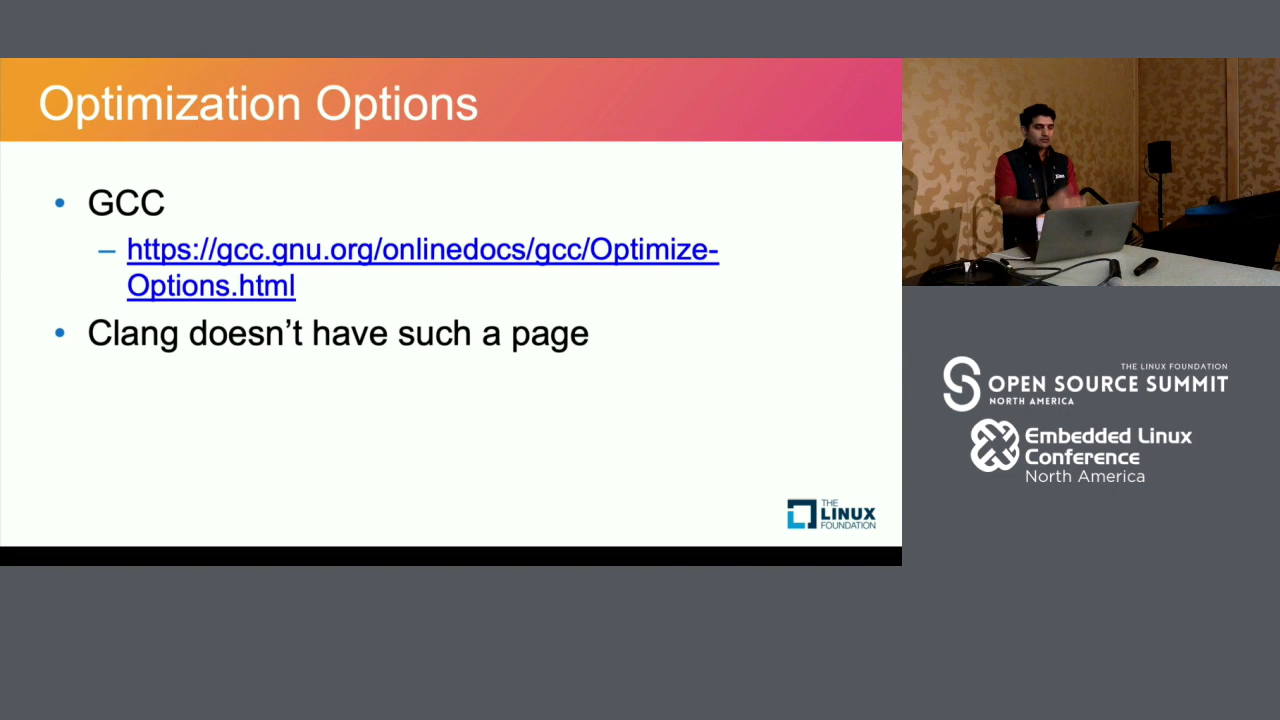 Optimization Options
• GCC
– https://gcc.gnu.org/onlinedocs/gcc/Optimize-
Options.html
• Clang doesn't have such a page
THE
LINUX
FOUNDATION
THE LINUX FOUNDATION
OPEN SOURCE SUMMIT
NORTH AMERICA
Embedded Linux
Conference
North America